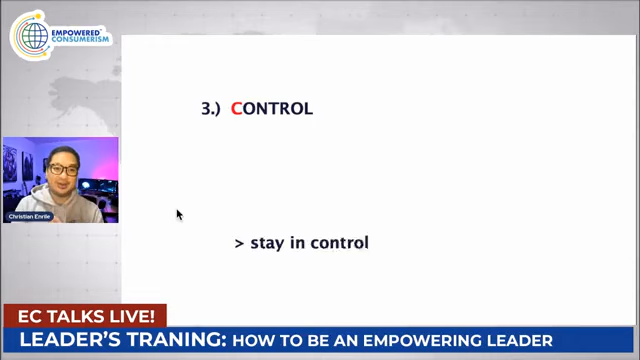 EMPOWERED
CONSUMERISM
3.) CONTROL
Christian Enrile
> stay in control
EC TALKS LIVE!
LEADER'S TRANING: HOW TO BE AN EMPOWERING LEADER